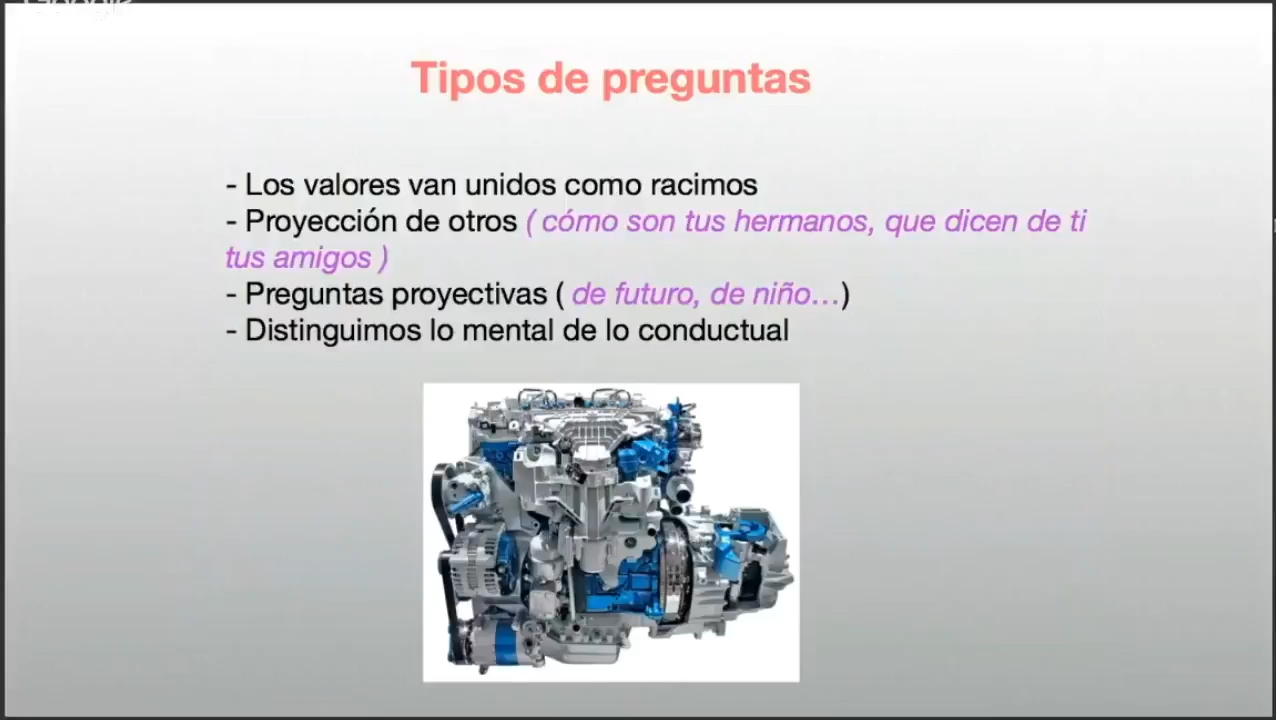 Tipos de preguntas
- Los valores van unidos como racimos
- Proyección de otros ( cómo son tus hermanos, que dicen de ti
tus amigos )
- Preguntas proyectivas ( de futuro, de niño…)
- Distinguimos lo mental de lo conductual